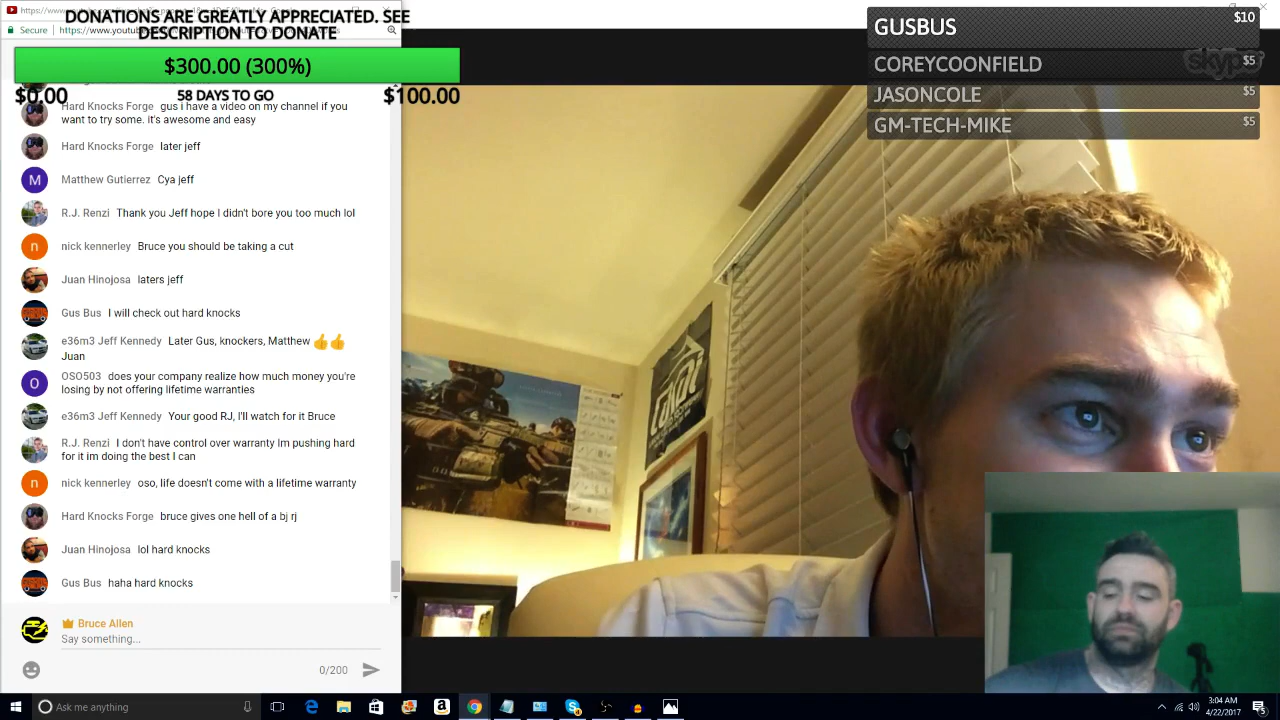 DONATIONS ARE GREATLY APPRECIATED. SEE
DESCRIPTION TO DONATE
Secure
$300.00 (300%)
$0.00
58 DAYS TO GO
$100.00
Hard Knocks Forge gus i have a video on my channel if you
want to try some. it's awesome and easy
Hard Knocks Forge later jeff
M
Matthew Gutierrez Cya jeff
R.J. Renzi Thank you Jeff hope I didn't bore you too much lol
n
nick kennerley Bruce you should be taking a cut
Juan Hinojosa laters jeff
Gus Bus I will check out hard knocks
e36m3 Jeff Kennedy Later Gus, knockers, Matthew 👍👍
Juan
O
OSO503 does your company realize how much money you're
losing by not offering lifetime warranties
e36m3 Jeff Kennedy Your good RJ, I'll watch for it Bruce
R.J. Renzi I don't have control over warranty Im pushing hard
for it im doing the best I can
n
nick kennerley oso, life doesn't come with a lifetime warranty
Hard Knocks Forge bruce gives one hell of a bj rj
Juan Hinojosa lol hard knocks
Gus Bus haha hard knocks
Bruce Allen
Say something...
0/200
GUSBUS $10
COREYCOONFIELD $5
JASONCOLE $5
GM-TECH-MIKE $5
skype
Ask me anything
3:04 AM
4/22/2017